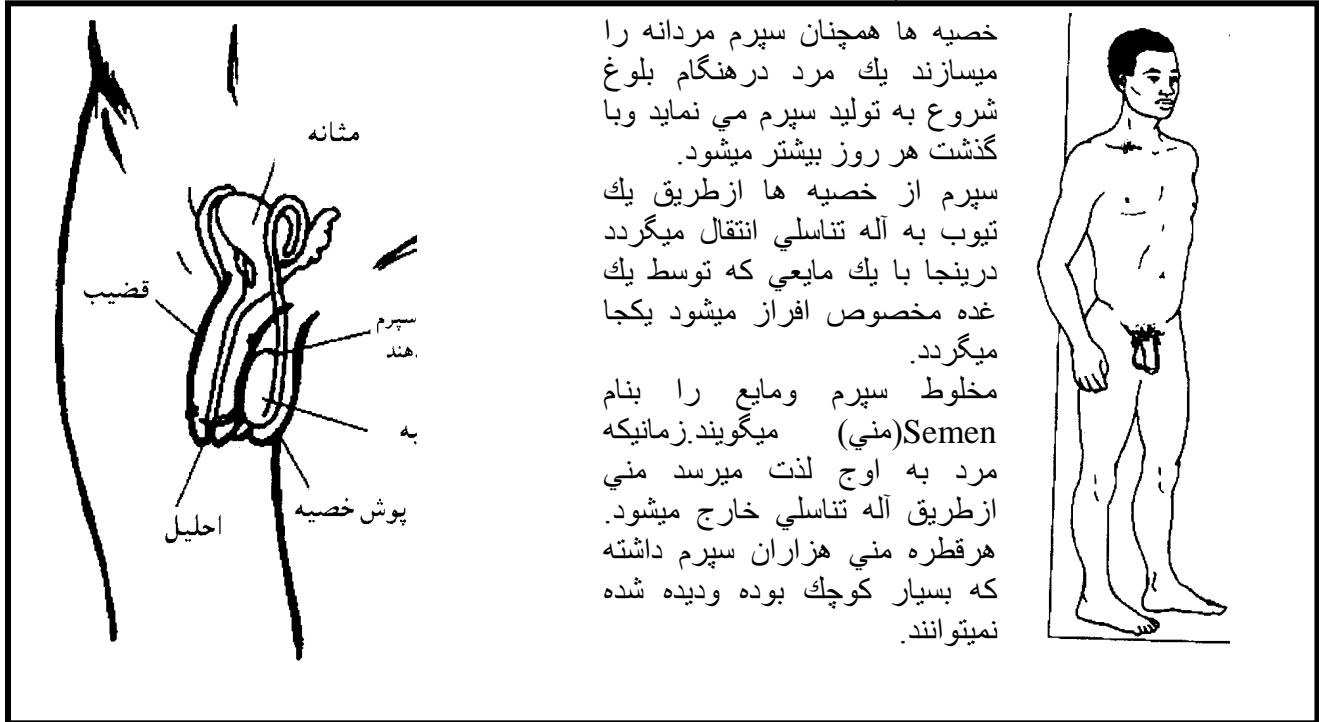 خصيه ها همچنان سپرم مردانه را
ميسازند يك مرد درهنگام بلوغ
شروع به توليد سپرم مي نمايد وبا
گذشت هر روز بيشتر ميشود.
سپرم از خصيه ها ازطريق يك
تيوب به آله تناسلي انتقال ميگردد
درينجا با يك مايعي كه توسط يك
غده مخصوص افراز ميشود يكجا
ميگردد.
مخلوط سپرم ومايع را بنام
Semen(مني) ميگويند.زمانيكه
مرد به اوج لذت ميرسد مني
ازطريق آله تناسلي خارج ميشود.
هرقطره مني هزاران سپرم داشته
كه بسيار كوچك بوده وديده شده
نميتوانند.
مثانه
قضيب
سپرم
هند
يه
پوش خصيه
احليل